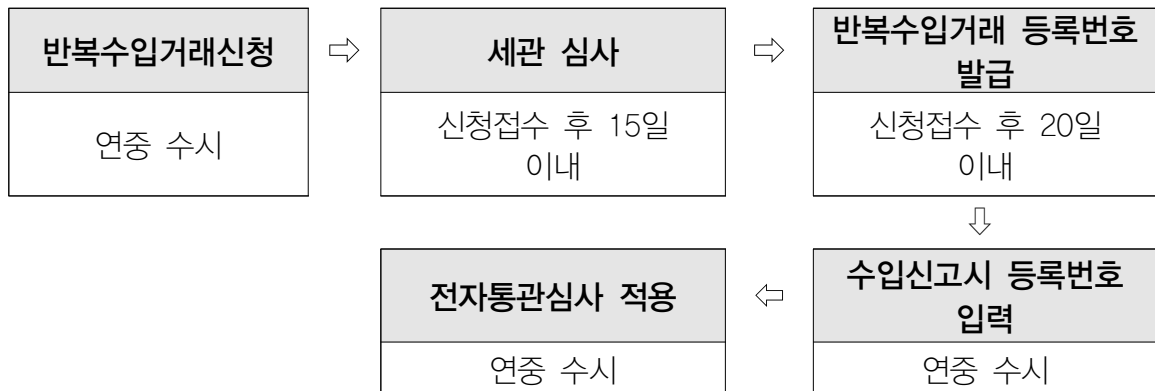 반복수입거래신청
연중 수시
⇨
세관 심사
신청접수 후 15일
이내
⇨
반복수입거래 등록번호
발급
신청접수 후 20일
이내
⇩
수입신고시 등록번호
입력
연중 수시
⇦
전자통관심사 적용
연중 수시